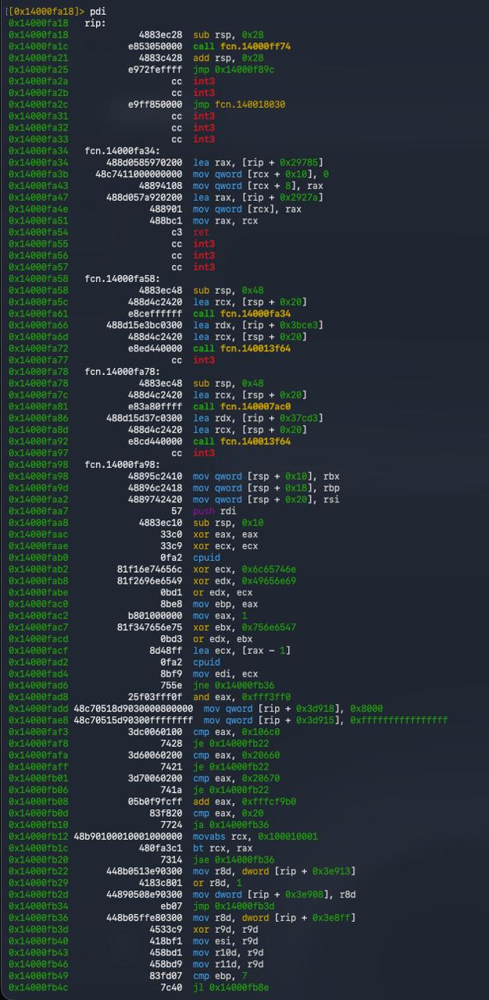 [[0x14000fa18]> pdi
0x14000fa18 rip:
0x14000fa18 4883ec28 sub rsp, 0x28
0x14000fa1c e853050000 call fcn.14000ff74
0x14000fa21 4883c428 add rsp, 0x28
0x14000fa25 e972feffff jmp 0x14000f89c
0x14000fa2a cc int3
0x14000fa2b cc int3
0x14000fa2c e9ff850000 jmp fcn.140018030
0x14000fa31 cc int3
0x14000fa32 cc int3
0x14000fa33 cc int3
0x14000fa34 fcn.14000fa34:
0x14000fa34 488d0585970200 lea rax, [rip + 0x29785]
0x14000fa3b 48c7411000000000 mov qword [rcx + 0x10], 0
0x14000fa43 48894108 mov qword [rcx + 8], rax
0x14000fa47 488d057a920200 lea rax, [rip + 0x2927a]
0x14000fa4e 488901 mov qword [rcx], rax
0x14000fa51 488bc1 mov rax, rcx
0x14000fa54 c3 ret
0x14000fa55 cc int3
0x14000fa56 cc int3
0x14000fa57 cc int3
0x14000fa58 fcn.14000fa58:
0x14000fa58 4883ec48 sub rsp, 0x48
0x14000fa5c 488d4c2420 lea rcx, [rsp + 0x20]
0x14000fa61 e8ceffffff call fcn.14000fa34
0x14000fa66 488d15e3bc0300 lea rdx, [rip + 0x3bce3]
0x14000fa6d 488d4c2420 lea rcx, [rsp + 0x20]
0x14000fa72 e8ed440000 call fcn.140013f64
0x14000fa77 cc int3
0x14000fa78 fcn.14000fa78:
0x14000fa78 4883ec48 sub rsp, 0x48
0x14000fa7c 488d4c2420 lea rcx, [rsp + 0x20]
0x14000fa81 e83a80ffff call fcn.140007ac0
0x14000fa86 488d15d37c0300 lea rdx, [rip + 0x37cd3]
0x14000fa8d 488d4c2420 lea rcx, [rsp + 0x20]
0x14000fa92 e8cd440000 call fcn.140013f64
0x14000fa97 cc int3
0x14000fa98 fcn.14000fa98:
0x14000fa98 48895c2410 mov qword [rsp + 0x10], rbx
0x14000fa9d 48896c2418 mov qword [rsp + 0x18], rbp
0x14000faa2 4889742420 mov qword [rsp + 0x20], rsi
0x14000faa7 57 push rdi
0x14000faa8 4883ec10 sub rsp, 0x10
0x14000faac 33c0 xor eax, eax
0x14000faae 33c9 xor ecx, ecx
0x14000fab0 0fa2 cpuid
0x14000fab2 81f16e74656c xor ecx, 0x6c65746e
0x14000fab8 81f2696e6549 xor edx, 0x49656e69
0x14000fabe 0bd1 or edx, ecx
0x14000fac0 8be8 mov ebp, eax
0x14000fac2 b801000000 mov eax, 1
0x14000fac7 81f347656e75 xor ebx, 0x756e6547
0x14000facd 0bd3 or edx, ebx
0x14000facf 8d48ff lea ecx, [rax - 1]
0x14000fad2 0fa2 cpuid
0x14000fad4 8bf9 mov edi, ecx
0x14000fad6 755e jne 0x14000fb36
0x14000fad8 25f03fff0f and eax, 0xfff3ff0
0x14000fadd 48c70518d9030000800000 mov qword [rip + 0x3d918], 0x8000
0x14000fae8 48c70515d90300ffffffff mov qword [rip + 0x3d915], 0xffffffffffffffff
0x14000faf3 3dc0060100 cmp eax, 0x106c0
0x14000faf8 7428 je 0x14000fb22
0x14000fafa 3d60060200 cmp eax, 0x20660
0x14000faff 7421 je 0x14000fb22
0x14000fb01 3d70060200 cmp eax, 0x20670
0x14000fb06 741a je 0x14000fb22
0x14000fb08 05b0f9fcff add eax, 0xfffcf9b0
0x14000fb0d 83f820 cmp eax, 0x20
0x14000fb10 7724 ja 0x14000fb36
0x14000fb12 48b90100010001000000 movabs rcx, 0x100010001
0x14000fb1c 480fa3c1 bt rcx, rax
0x14000fb20 7314 jae 0x14000fb36
0x14000fb22 448b0513e90300 mov r8d, dword [rip + 0x3e913]
0x14000fb29 4183c801 or r8d, 1
0x14000fb2d 44890508e90300 mov dword [rip + 0x3e908], r8d
0x14000fb34 eb07 jmp 0x14000fb3d
0x14000fb36 448b05ffe80300 mov r8d, dword [rip + 0x3e8ff]
0x14000fb3d 4533c9 xor r9d, r9d
0x14000fb40 418bf1 mov esi, r9d
0x14000fb43 458bd1 mov r10d, r9d
0x14000fb46 458bd9 mov r11d, r9d
0x14000fb49 83fd07 cmp ebp, 7
0x14000fb4c 7c40 jl 0x14000fb8e